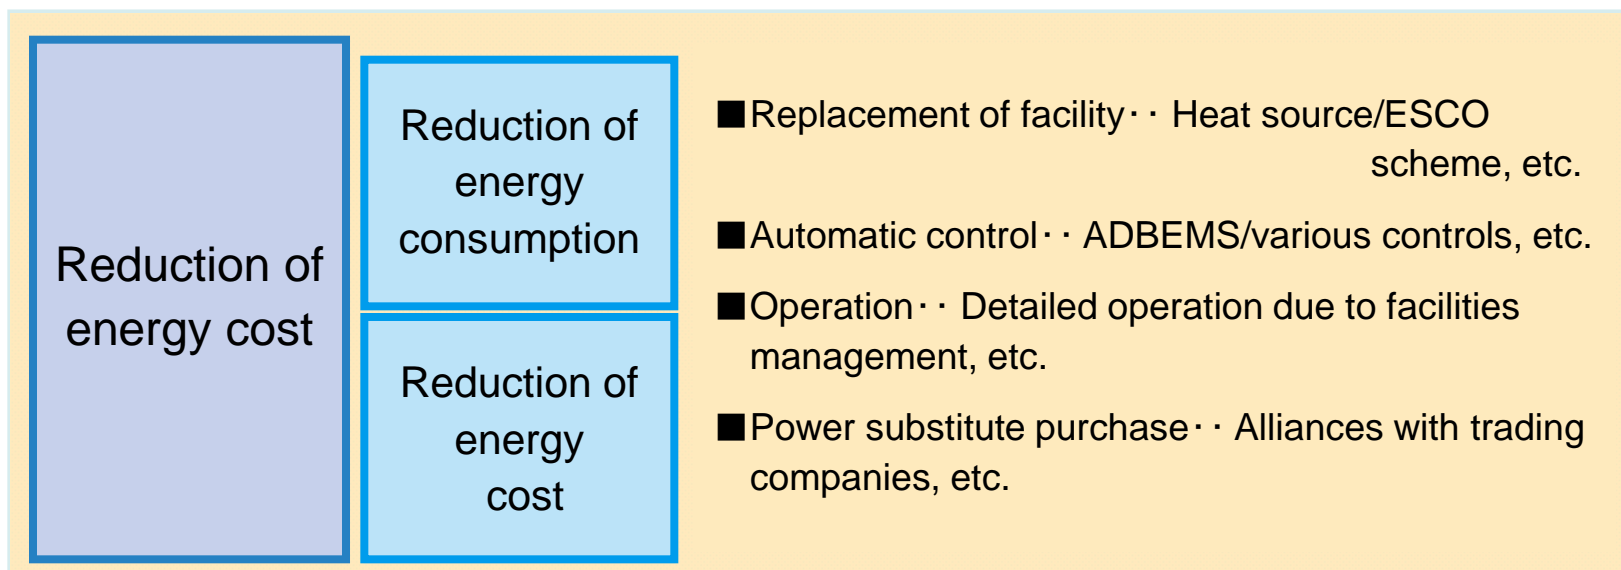 Reduction of
energy cost
Reduction of
energy
consumption
Reduction of
energy
cost
■Replacement of facility･･ Heat source/ESCO
scheme, etc.
■Automatic control･･ ADBEMS/various controls, etc.
■Operation･･ Detailed operation due to facilities
management, etc.
■Power substitute purchase･･ Alliances with trading
companies, etc.